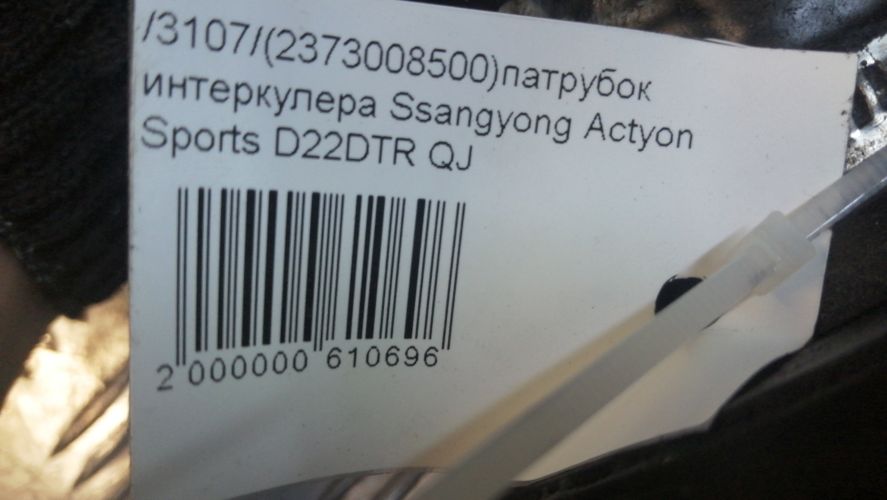 /3107/(2373008500)патрубок
интеркулера Ssangyong Actyon
Sports D22DTR QJ
2 000000 610696